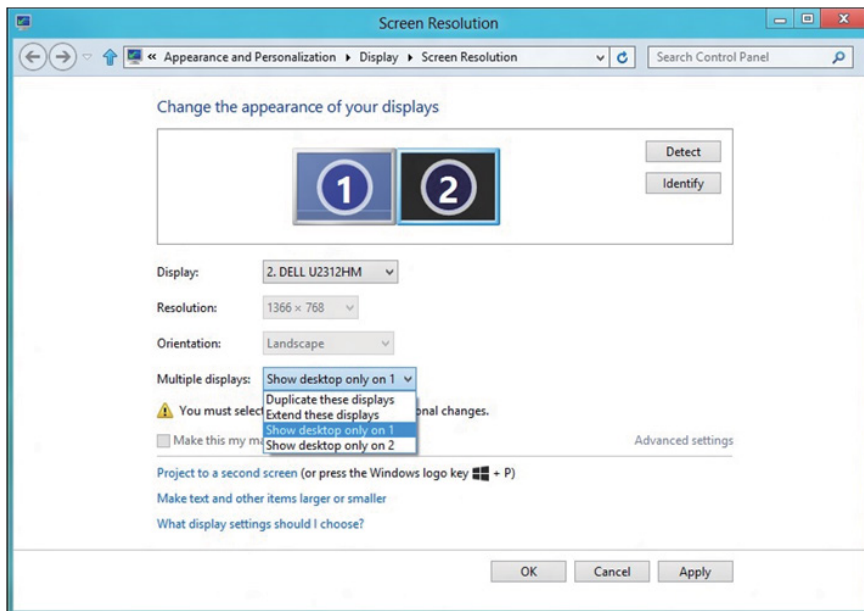 Screen Resolution
« Appearance and Personalization ▸ Display ▸ Screen Resolution
Search Control Panel
Change the appearance of your displays
1 2
Detect
Identify
Display: 2. DELL U2312HM
Resolution: 1366 × 768
Orientation: Landscape
Multiple displays: Show desktop only on 1
Duplicate these displays
You must selec onal changes.
Extend these displays
Show desktop only on 1
Make this my ma Advanced settings
Show desktop only on 2
Project to a second screen (or press the Windows logo key + P)
Make text and other items larger or smaller
What display settings should I choose?
OK Cancel Apply